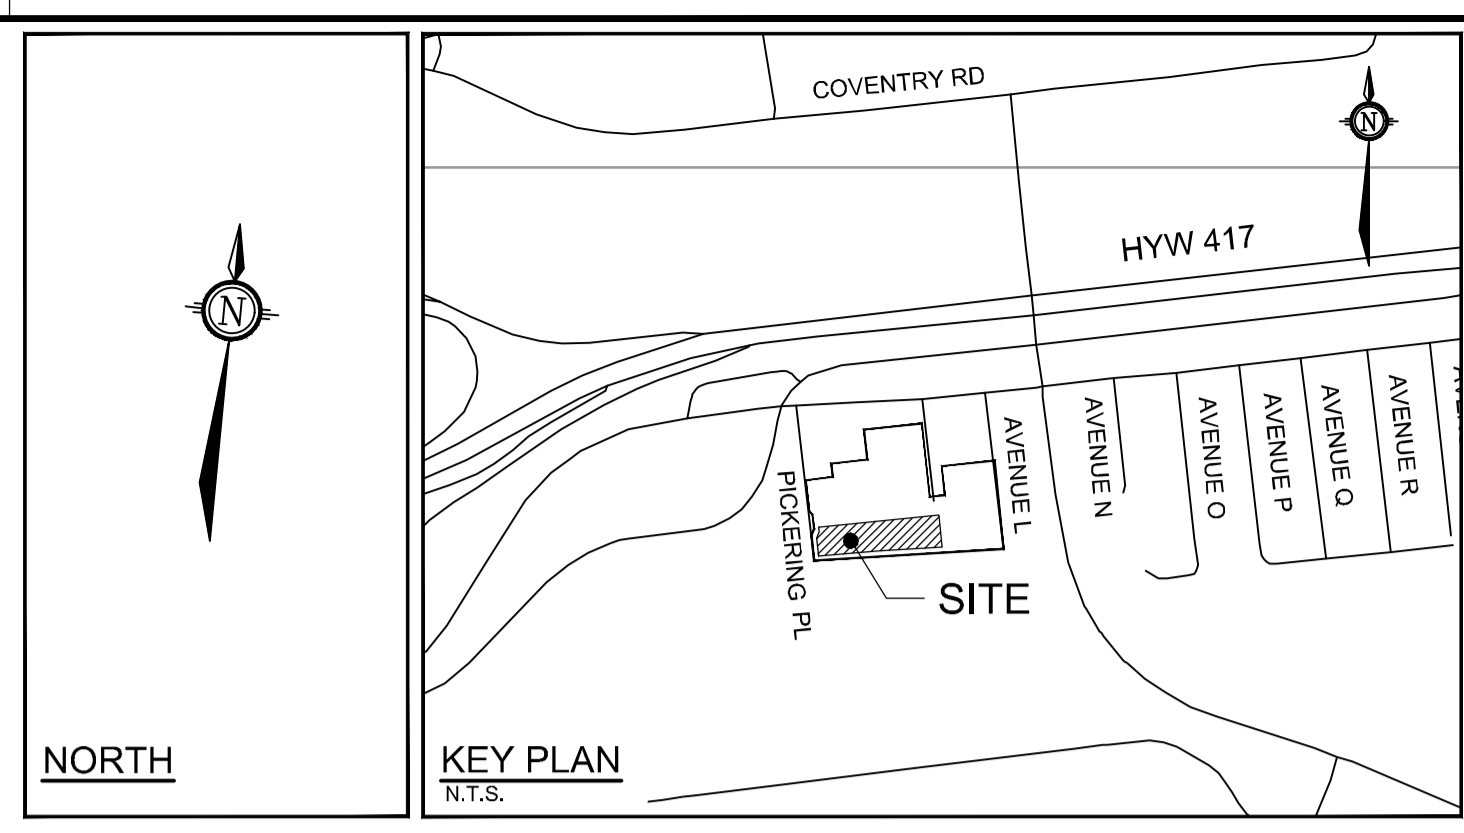 N
NORTH
COVENTRY RD
N
HYW 417
PICKERING PL
AVENUE L
AVENUE N
AVENUE O
AVENUE P
AVENUE Q
AVENUE R
SITE
KEY PLAN
N.T.S.